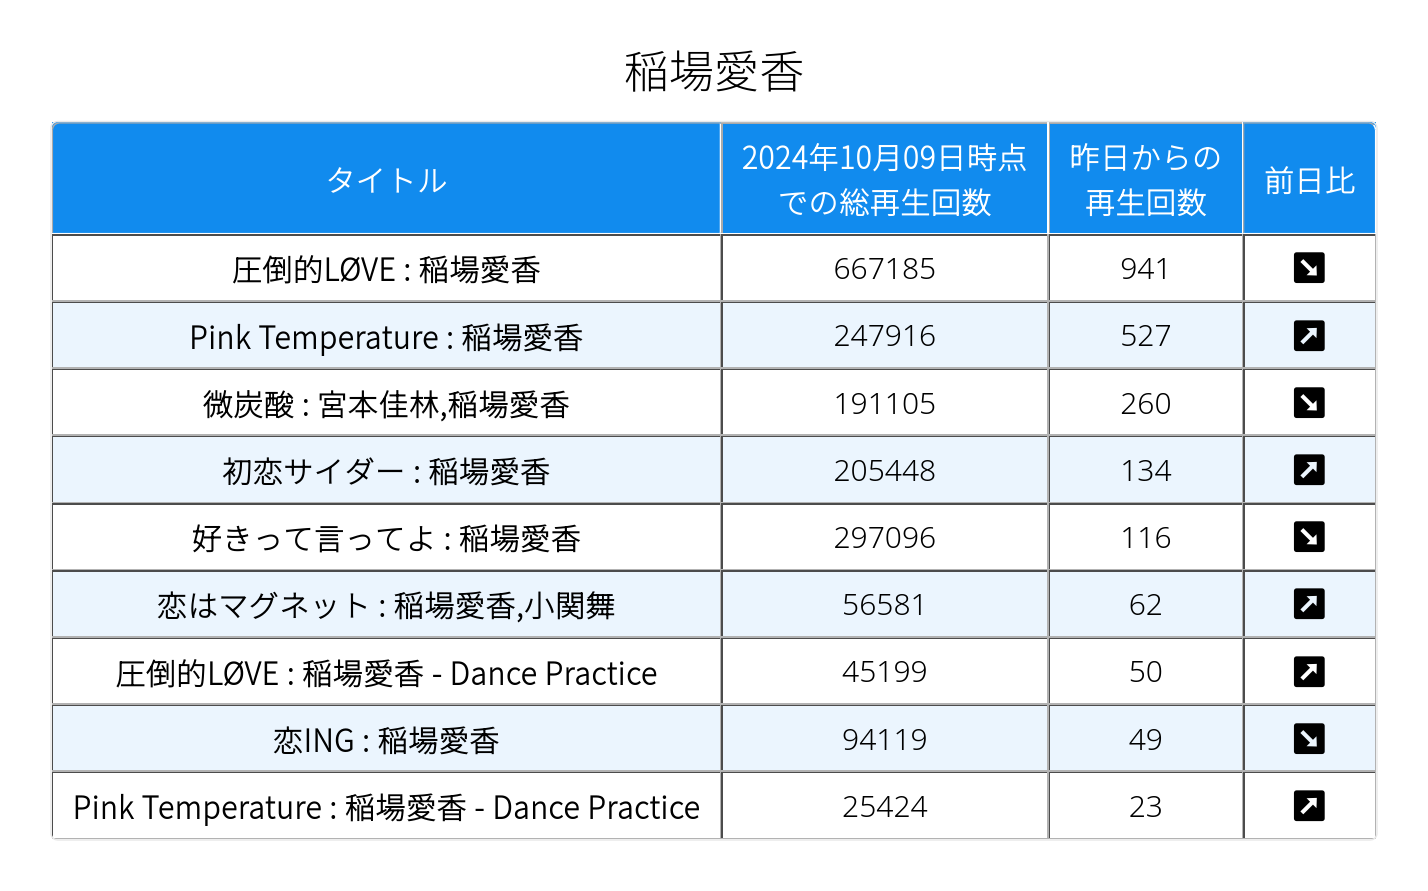 稲場愛香
タイトル 2024年10月09日時点での総再生回数 昨日からの再生回数 前日比
圧倒的LØVE : 稲場愛香 667185 941 ↘
Pink Temperature : 稲場愛香 247916 527 ↗
微炭酸 : 宮本佳林,稲場愛香 191105 260 ↘
初恋サイダー : 稲場愛香 205448 134 ↗
好きって言ってよ : 稲場愛香 297096 116 ↘
恋はマグネット : 稲場愛香,小関舞 56581 62 ↗
圧倒的LØVE : 稲場愛香 - Dance Practice 45199 50 ↗
恋ING : 稲場愛香 94119 49 ↘
Pink Temperature : 稲場愛香 - Dance Practice 25424 23 ↗